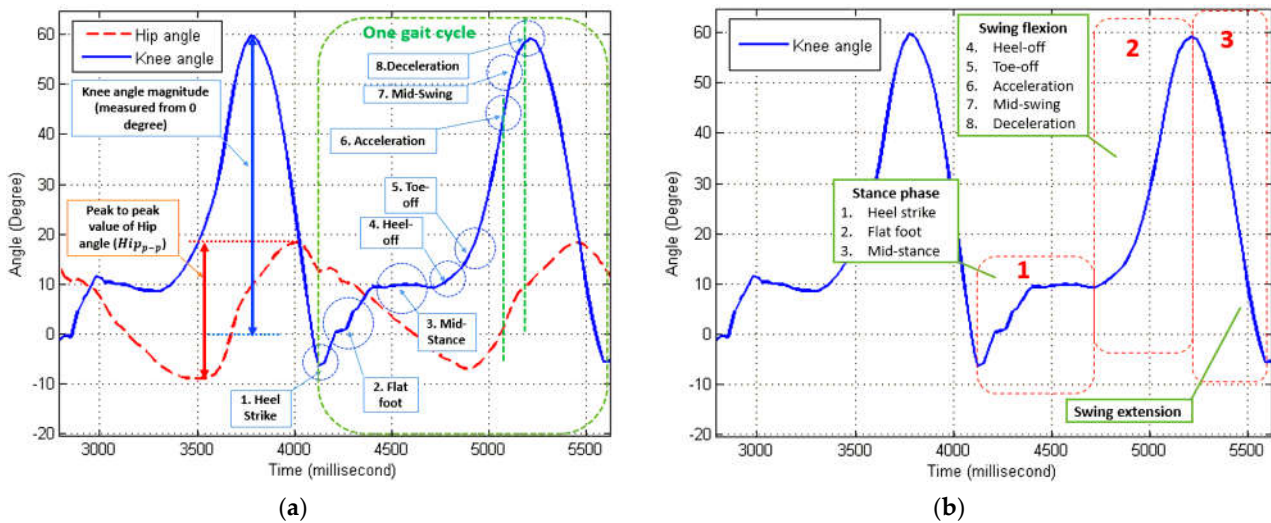 Hip angle
Knee angle
One gait cycle
8.Deceleration
7. Mid-Swing
6. Acceleration
Knee angle magnitude
(measured from 0
degree)
5. Toe-
off
4. Heel-
off
Peak to peak
value of Hip
angle (Hip_{p-p})
3. Mid-
Stance
2. Flat
foot
1. Heel
Strike
Angle (Degree)
60
50
40
30
20
10
0
-10
-20
3000
3500
4000
4500
5000
5500
Time (millisecond)
(a)
Knee angle
Swing flexion
4. Heel-off
5. Toe-off
6. Acceleration
7. Mid-swing
8. Deceleration
2
3
Stance phase
1. Heel strike
2. Flat foot
3. Mid-stance
1
Swing extension
Angle (Degree)
60
50
40
30
20
10
0
-10
-20
3000
3500
4000
4500
5000
5500
Time (millisecond)
(b)